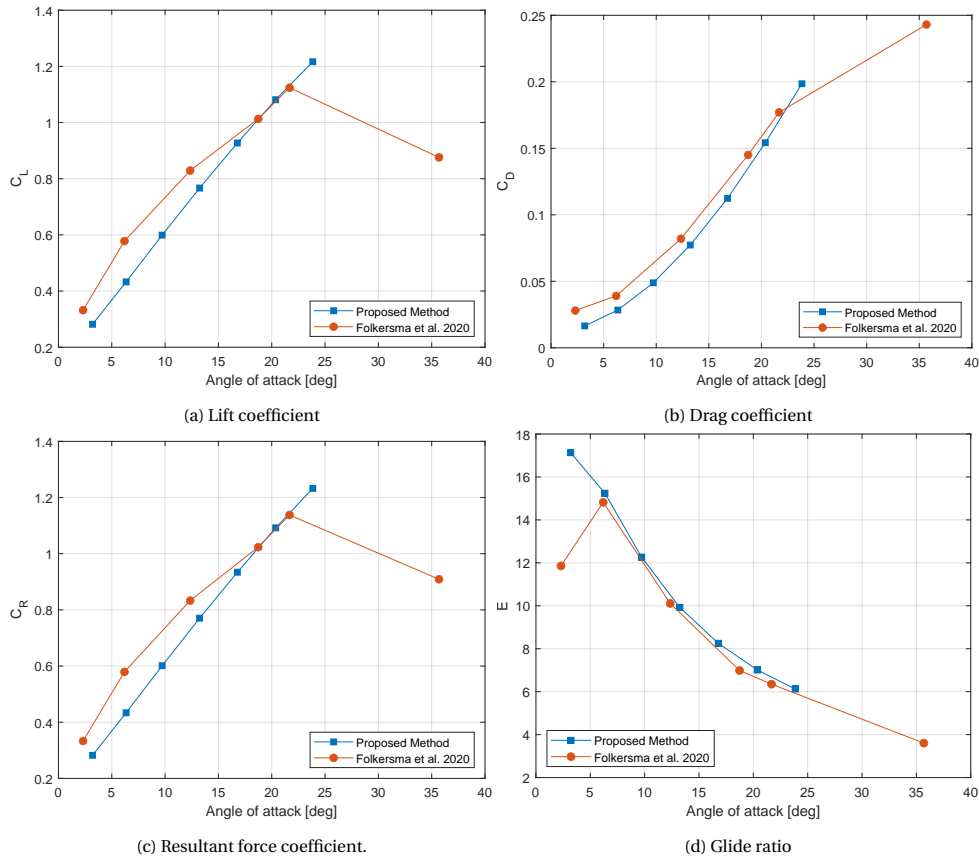 1.4
1.2
1
0.8
0.6
0.4
0.2
C_L
0 5 10 15 20 25 30 35 40
Angle of attack [deg]
Proposed Method
Folkersma et al. 2020
(a) Lift coefficient
0.25
0.2
0.15
0.1
0.05
0
C_D
0 5 10 15 20 25 30 35 40
Angle of attack [deg]
Proposed Method
Folkersma et al. 2020
(b) Drag coefficient
1.4
1.2
1
0.8
0.6
0.4
0.2
C_R
0 5 10 15 20 25 30 35 40
Angle of attack [deg]
Proposed Method
Folkersma et al. 2020
(c) Resultant force coefficient.
18
16
14
12
10
8
6
4
2
E
0 5 10 15 20 25 30 35 40
Angle of attack [deg]
Proposed Method
Folkersma et al. 2020
(d) Glide ratio